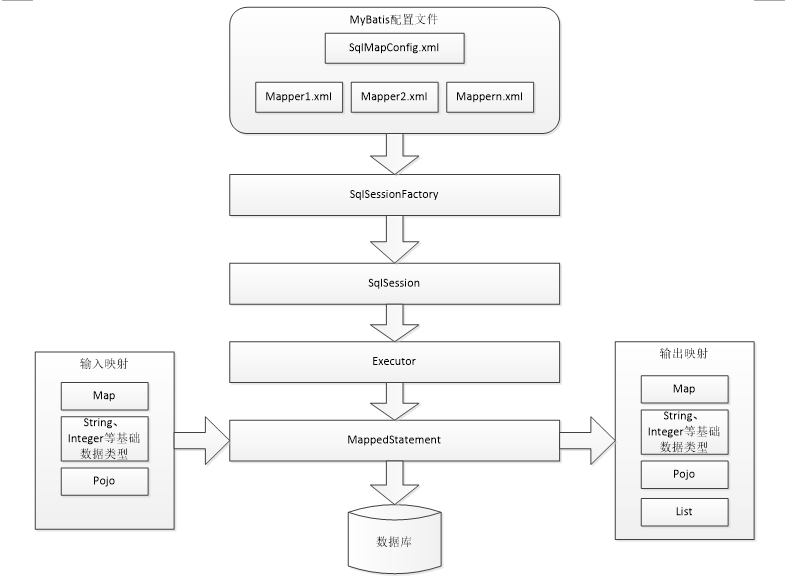 MyBatis配置文件
SqlMapConfig.xml
Mapper1.xml
Mapper2.xml
Mappern.xml
SqlSessionFactory
SqlSession
Executor
输入映射
Map
String、
Integer等基础
数据类型
Pojo
MappedStatement
输出映射
Map
String、
Integer等基础
数据类型
Pojo
List
数据库